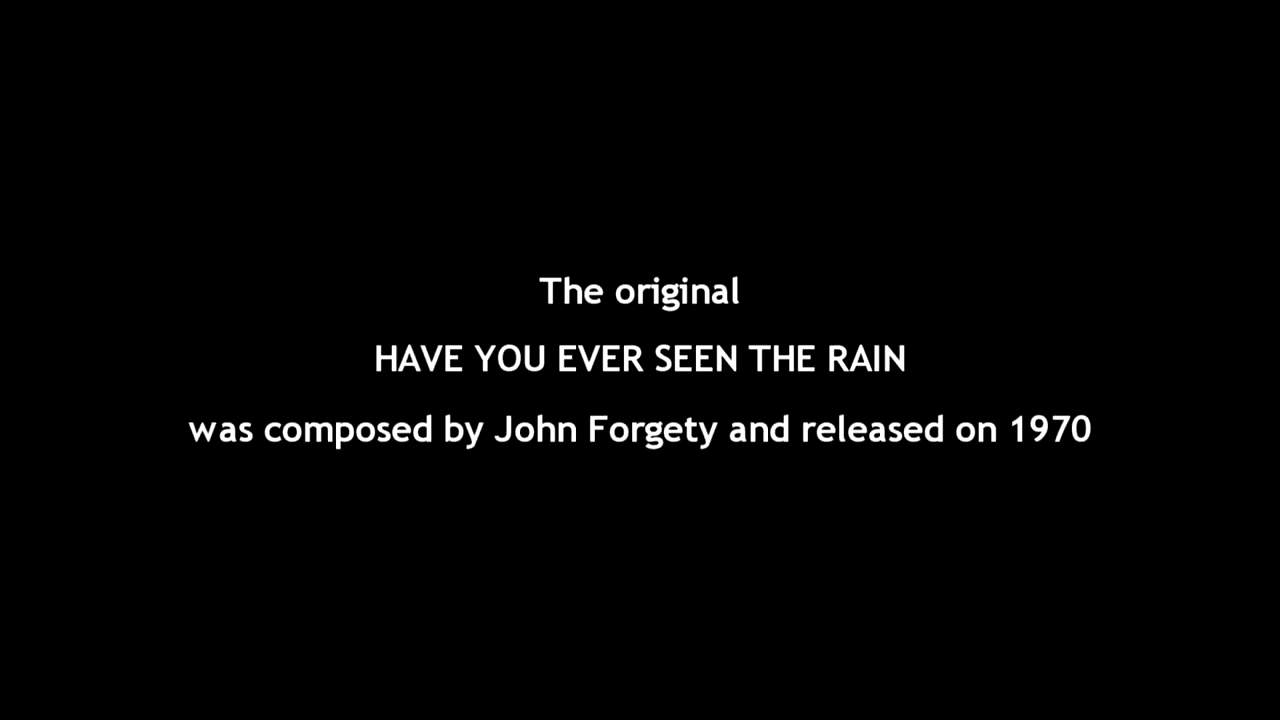 The original
HAVE YOU EVER SEEN THE RAIN
was composed by John Forgety and released on 1970